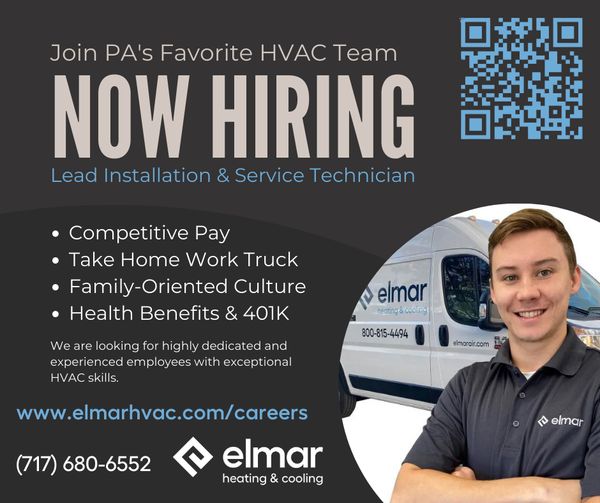 Join PA's Favorite HVAC Team
NOW HIRING
Lead Installation & Service Technician
• Competitive Pay
• Take Home Work Truck
• Family-Oriented Culture
• Health Benefits & 401K
We are looking for highly dedicated and
experienced employees with exceptional
HVAC skills.
www.elmarhvac.com/careers
(717) 680-6552
elmar
heating & cooling
elmar
heating & cooling
800-815-4494
elmarair.com
elmar